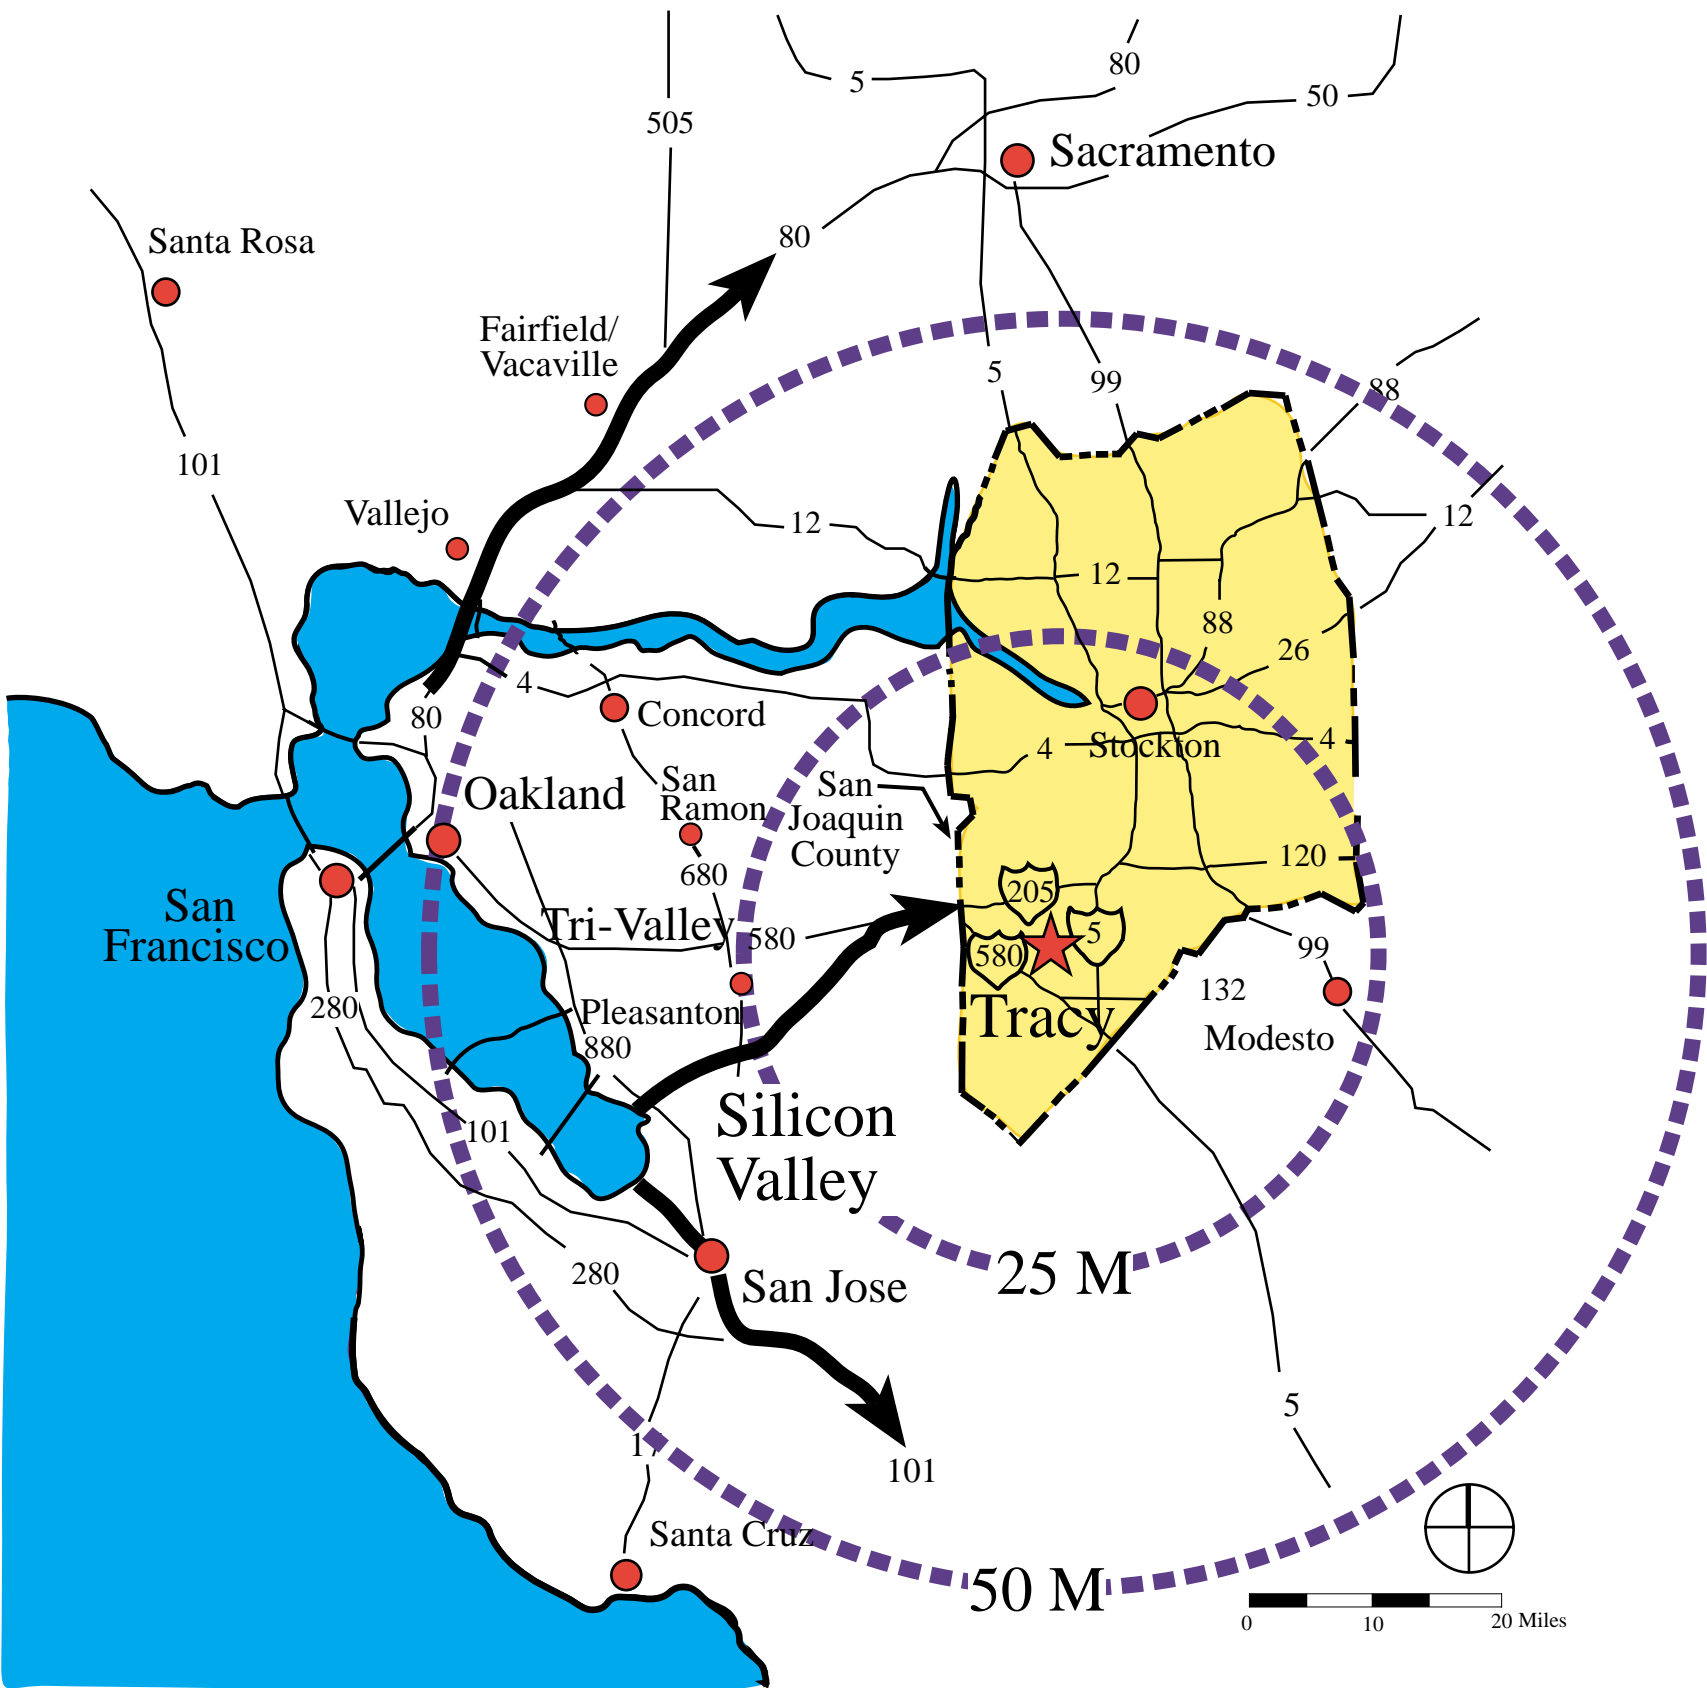 5
80
50
505
Sacramento
Santa Rosa
80
Fairfield/
Vacaville
5
99
88
101
Vallejo
12
12
12
88
26
4
Concord
80
4
Stockton
4
Oakland
San
Ramon
San
Joaquin
County
120
680
205
San
Francisco
Tri-Valley
580
5
580
99
132
280
Pleasanton
Tracy
Modesto
880
101
Silicon
Valley
280
San Jose
25 M
5
101
Santa Cruz
50 M
0
10
20 Miles